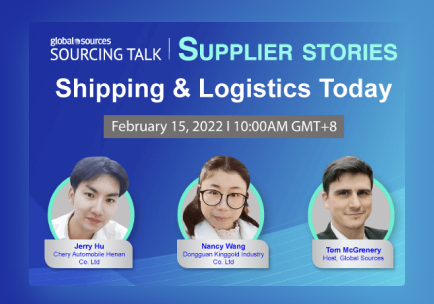 global sources
SOURCING TALK
SUPPLIER STORIES
Shipping & Logistics Today
February 15, 2022 I 10:00AM GMT+8
Jerry Hu
Chery Automobile Henan
Co. Ltd
Nancy Wang
Dongguan Kinggold Industry
Co. Ltd
Tom McGrenery
Host, Global Sources